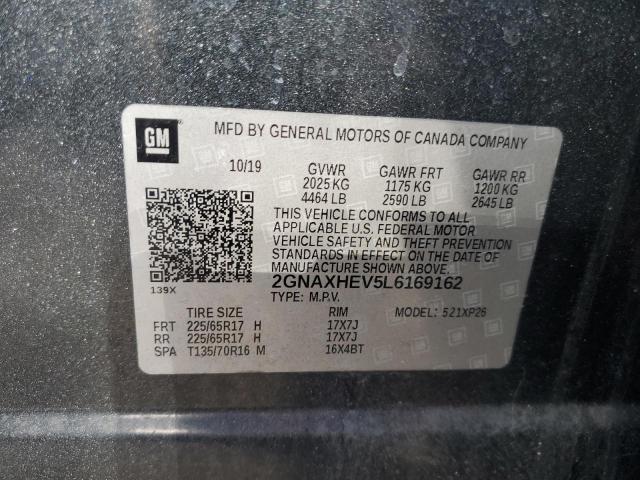 GM
MFD BY GENERAL MOTORS OF CANADA COMPANY
10/19 GVWR GAWR FRT GAWR RR
2025 KG 1175 KG 1200 KG
4464 LB 2590 LB 2645 LB
THIS VEHICLE CONFORMS TO ALL
APPLICABLE U.S. FEDERAL MOTOR
VEHICLE SAFETY AND THEFT PREVENTION
STANDARDS IN EFFECT ON THE DATE OF
MANUFACTURE SHOWN ABOVE.
139X
2GNAXHEV5L6169162
TYPE: M.P.V.
TIRE SIZE RIM MODEL: 521XP26
FRT 225/65R17 H 17X7J
RR 225/65R17 H 17X7J
SPA T135/70R16 M 16X4BT